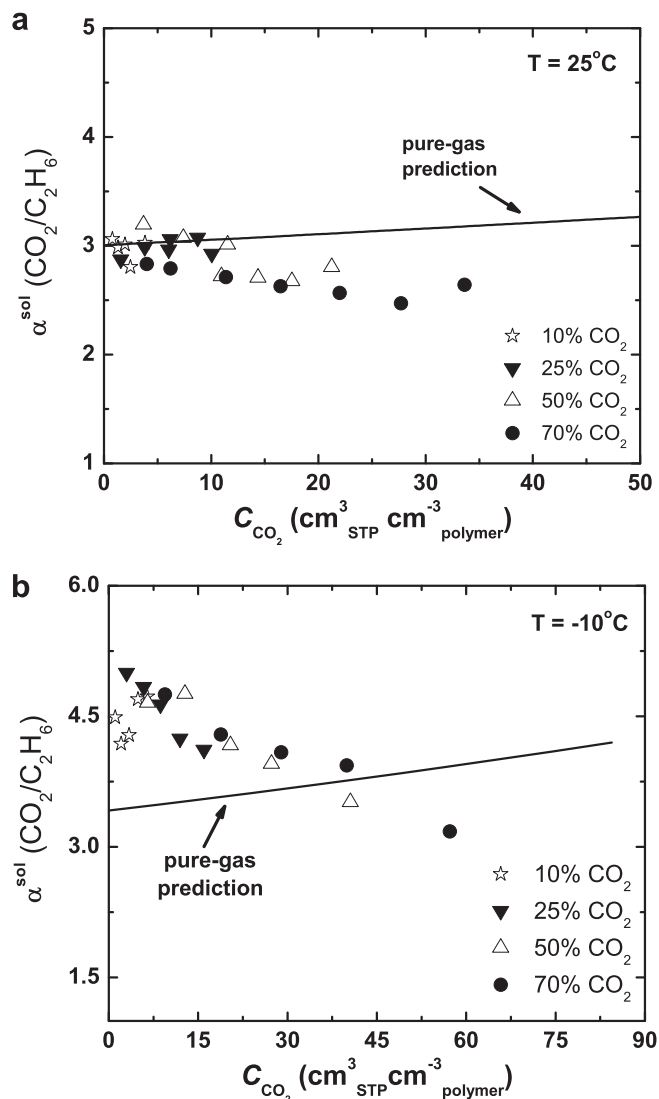 a
T = 25°C
5
4
3
2
1
α^sol (CO₂/C₂H₆)
pure-gas
prediction
10% CO₂
25% CO₂
50% CO₂
70% CO₂
0 10 20 30 40 50
C_CO₂ (cm³_STP cm⁻³_polymer)
b
T = -10°C
6.0
4.5
3.0
1.5
α^sol (CO₂/C₂H₆)
pure-gas
prediction
10% CO₂
25% CO₂
50% CO₂
70% CO₂
0 15 30 45 60 75 90
C_CO₂ (cm³_STP cm⁻³_polymer)